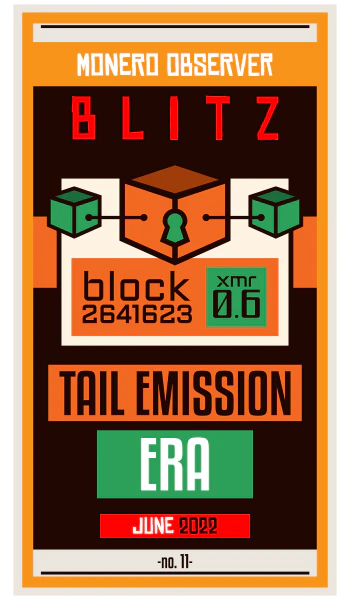 MONERO OBSERVER
BLITZ
block
2641623
xmr
0.6
TAIL EMISSION
ERA
JUNE 2022
-no. 11-